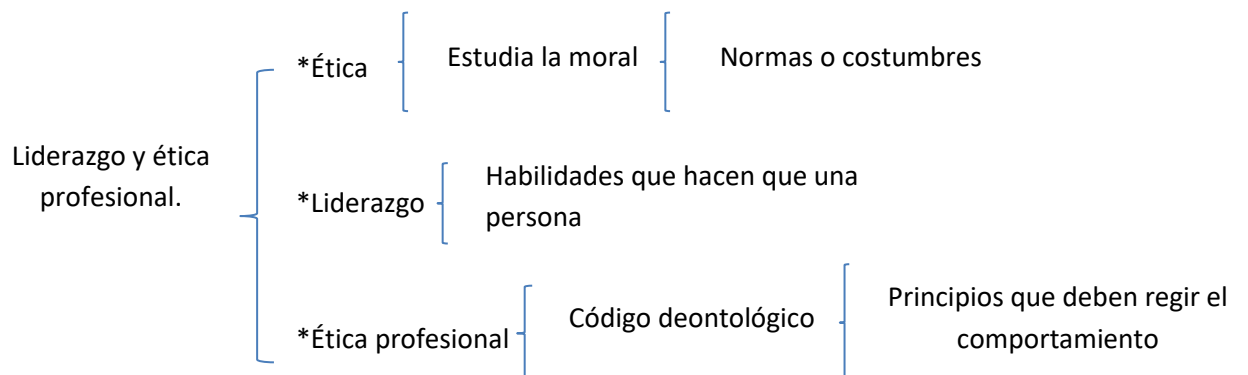 *Ética
Estudia la moral
Normas o costumbres
Liderazgo y ética
profesional.
*Liderazgo
Habilidades que hacen que una
persona
*Ética profesional
Código deontológico
Principios que deben regir el
comportamiento